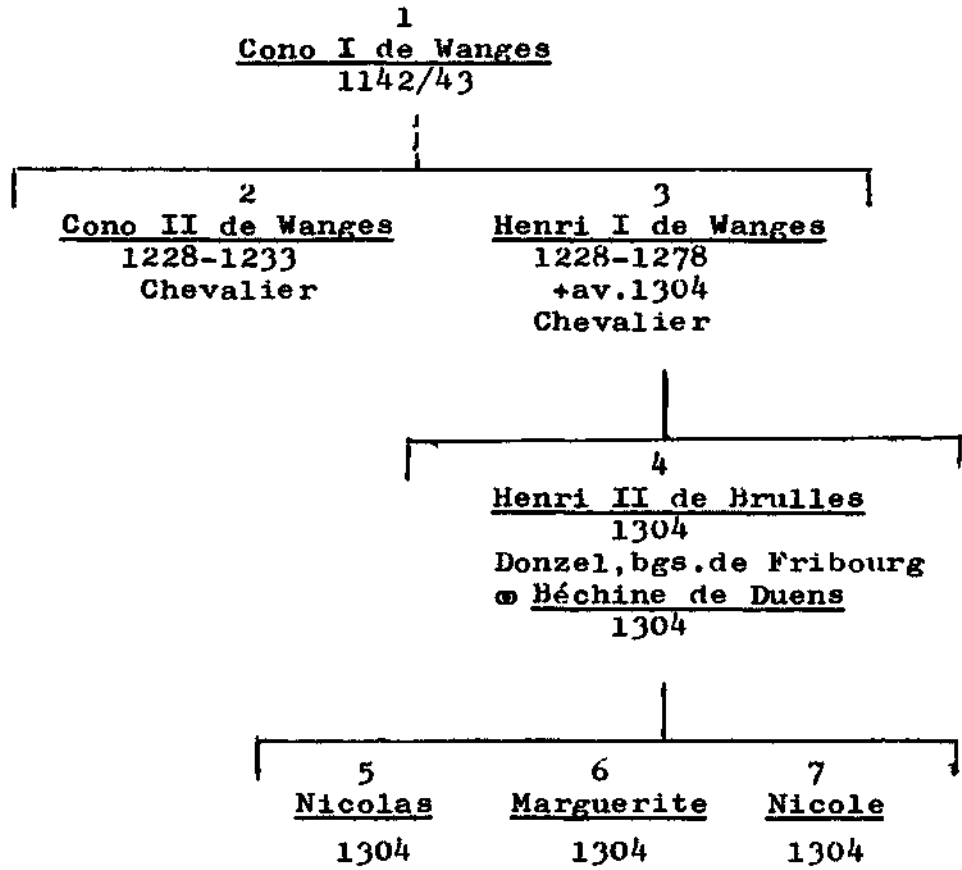 1
Cono I de Wanges
1142/43
2 3
Cono II de Wanges Henri I de Wanges
1228-1233 1228-1278
Chevalier +av.1304
Chevalier
4
Henri II de Brulles
1304
Donzel,bgs.de Fribourg
⚭ Béchine de Duens
1304
5 6 7
Nicolas Marguerite Nicole
1304 1304 1304